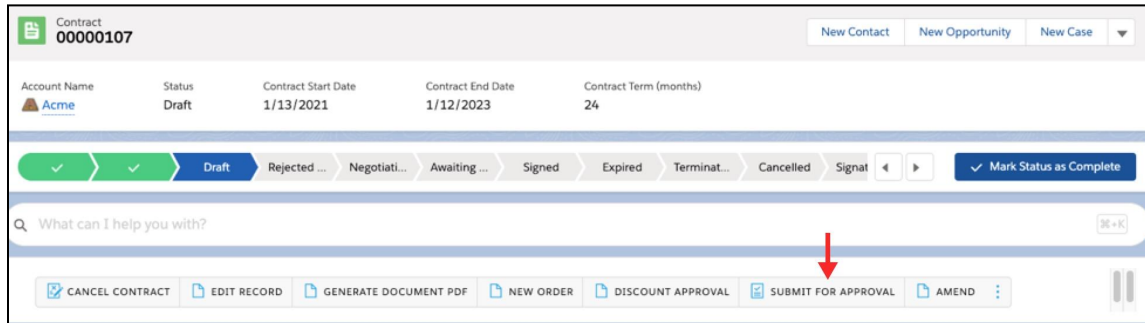 Contract
00000107
New Contact New Opportunity New Case
Account Name Status Contract Start Date Contract End Date Contract Term (months)
Acme Draft 1/13/2021 1/12/2023 24
Draft Rejected ... Negotiati... Awaiting ... Signed Expired Terminat... Cancelled Signat Mark Status as Complete
What can I help you with? ⌘+K
CANCEL CONTRACT EDIT RECORD GENERATE DOCUMENT PDF NEW ORDER DISCOUNT APPROVAL SUBMIT FOR APPROVAL AMEND